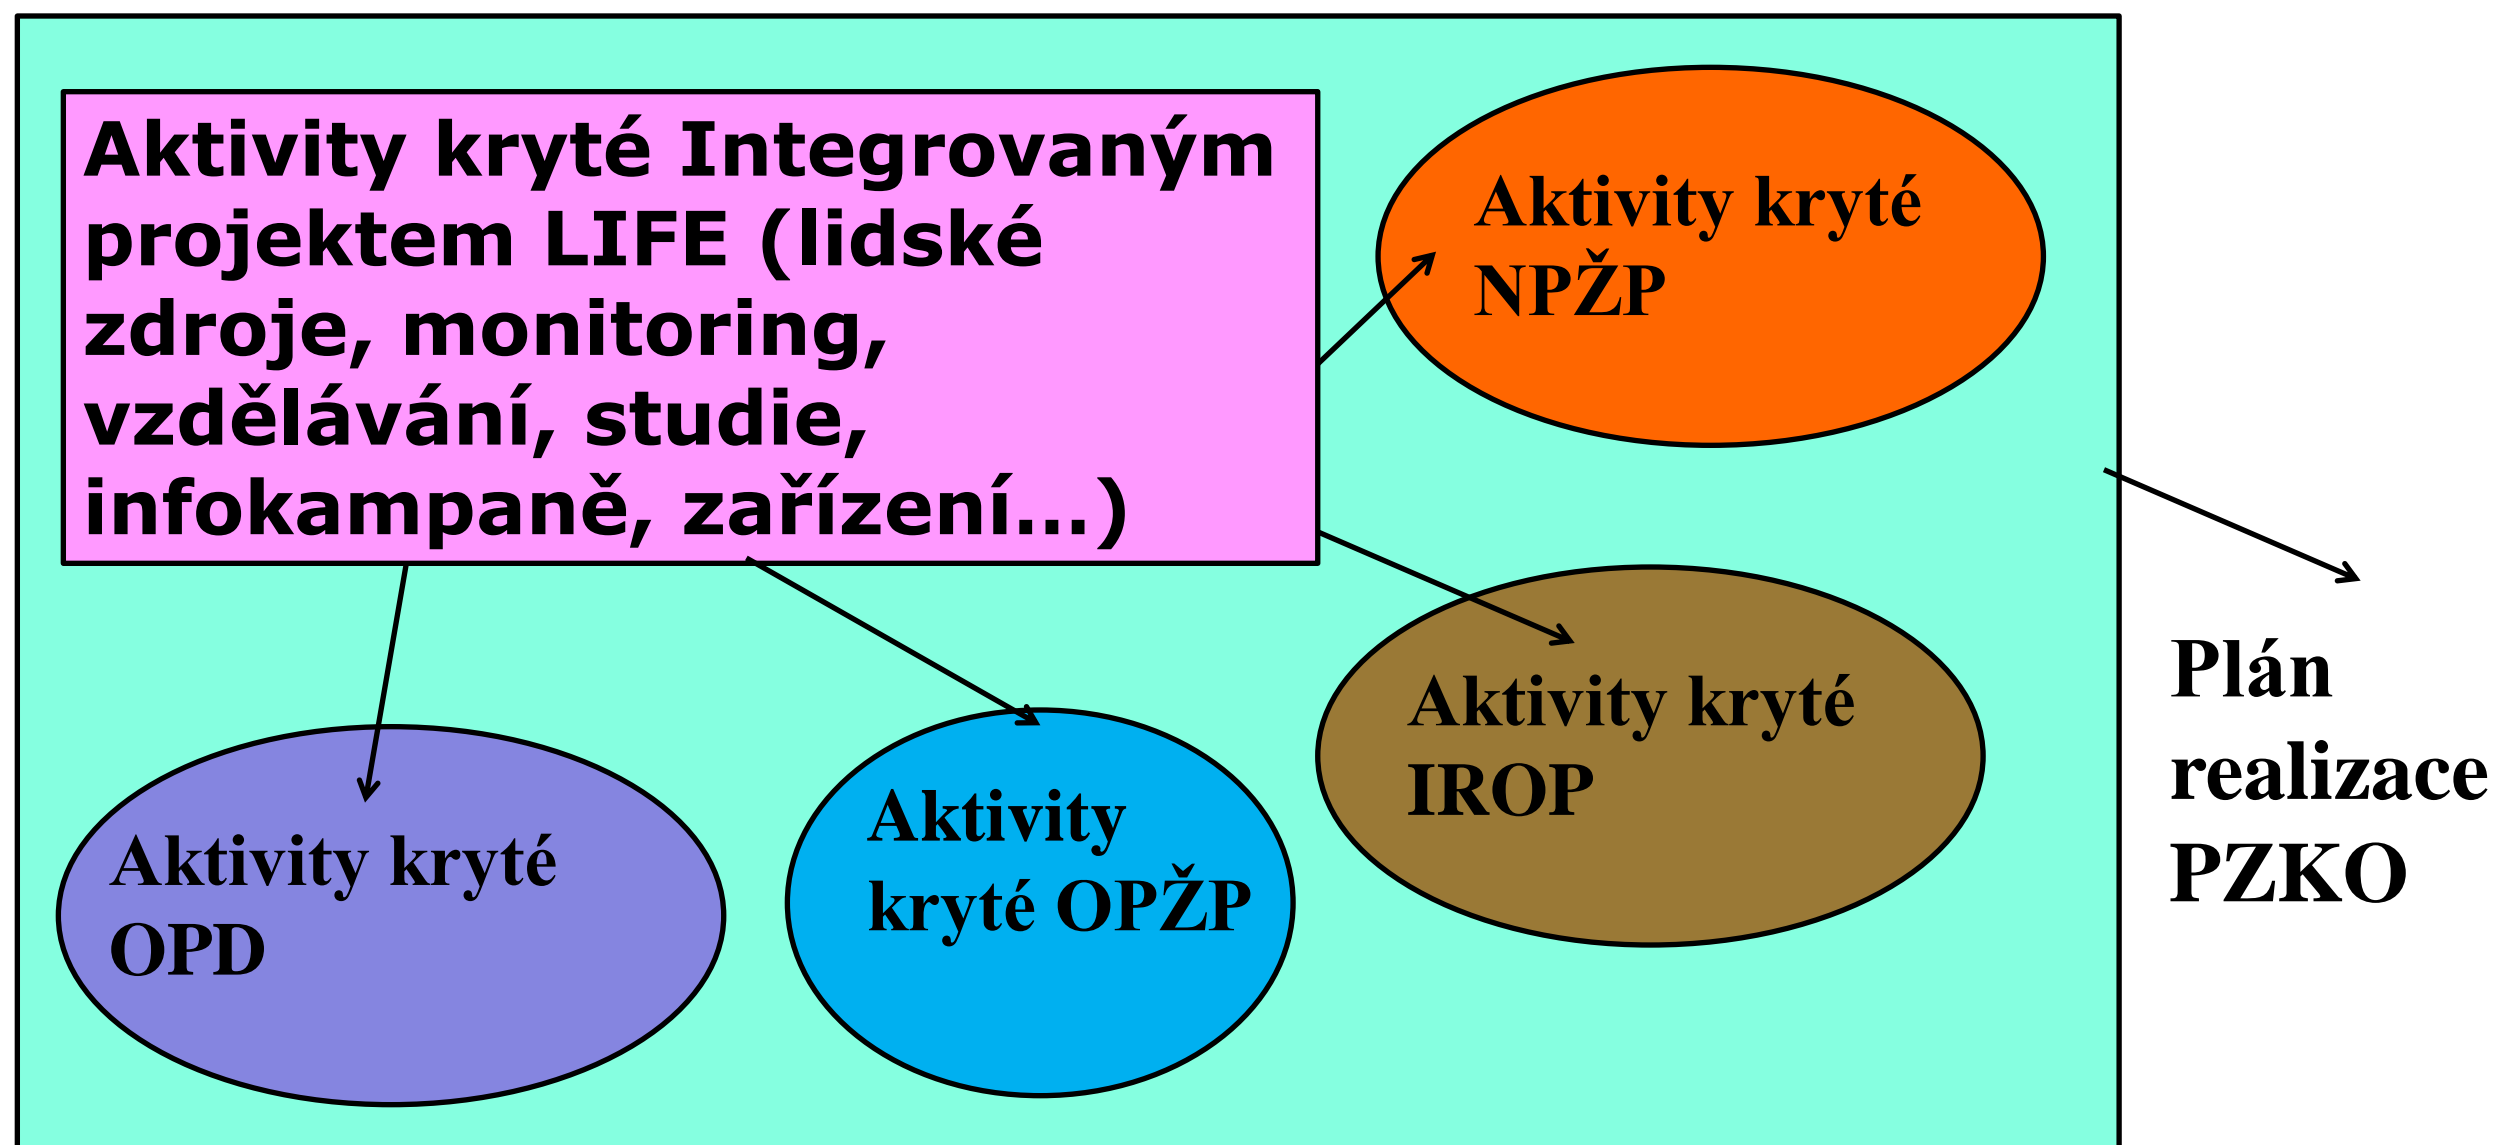 Aktivity kryté Integrovaným
projektem LIFE (lidské
zdroje, monitoring,
vzdělávaní, studie,
infokampaně, zařízení...)
Aktivity kryté
NPŽP
Aktivity kryté
IROP
Aktivity
kryté OPŽP
Aktivity kryté
OPD
Plán
realizace
PZKO